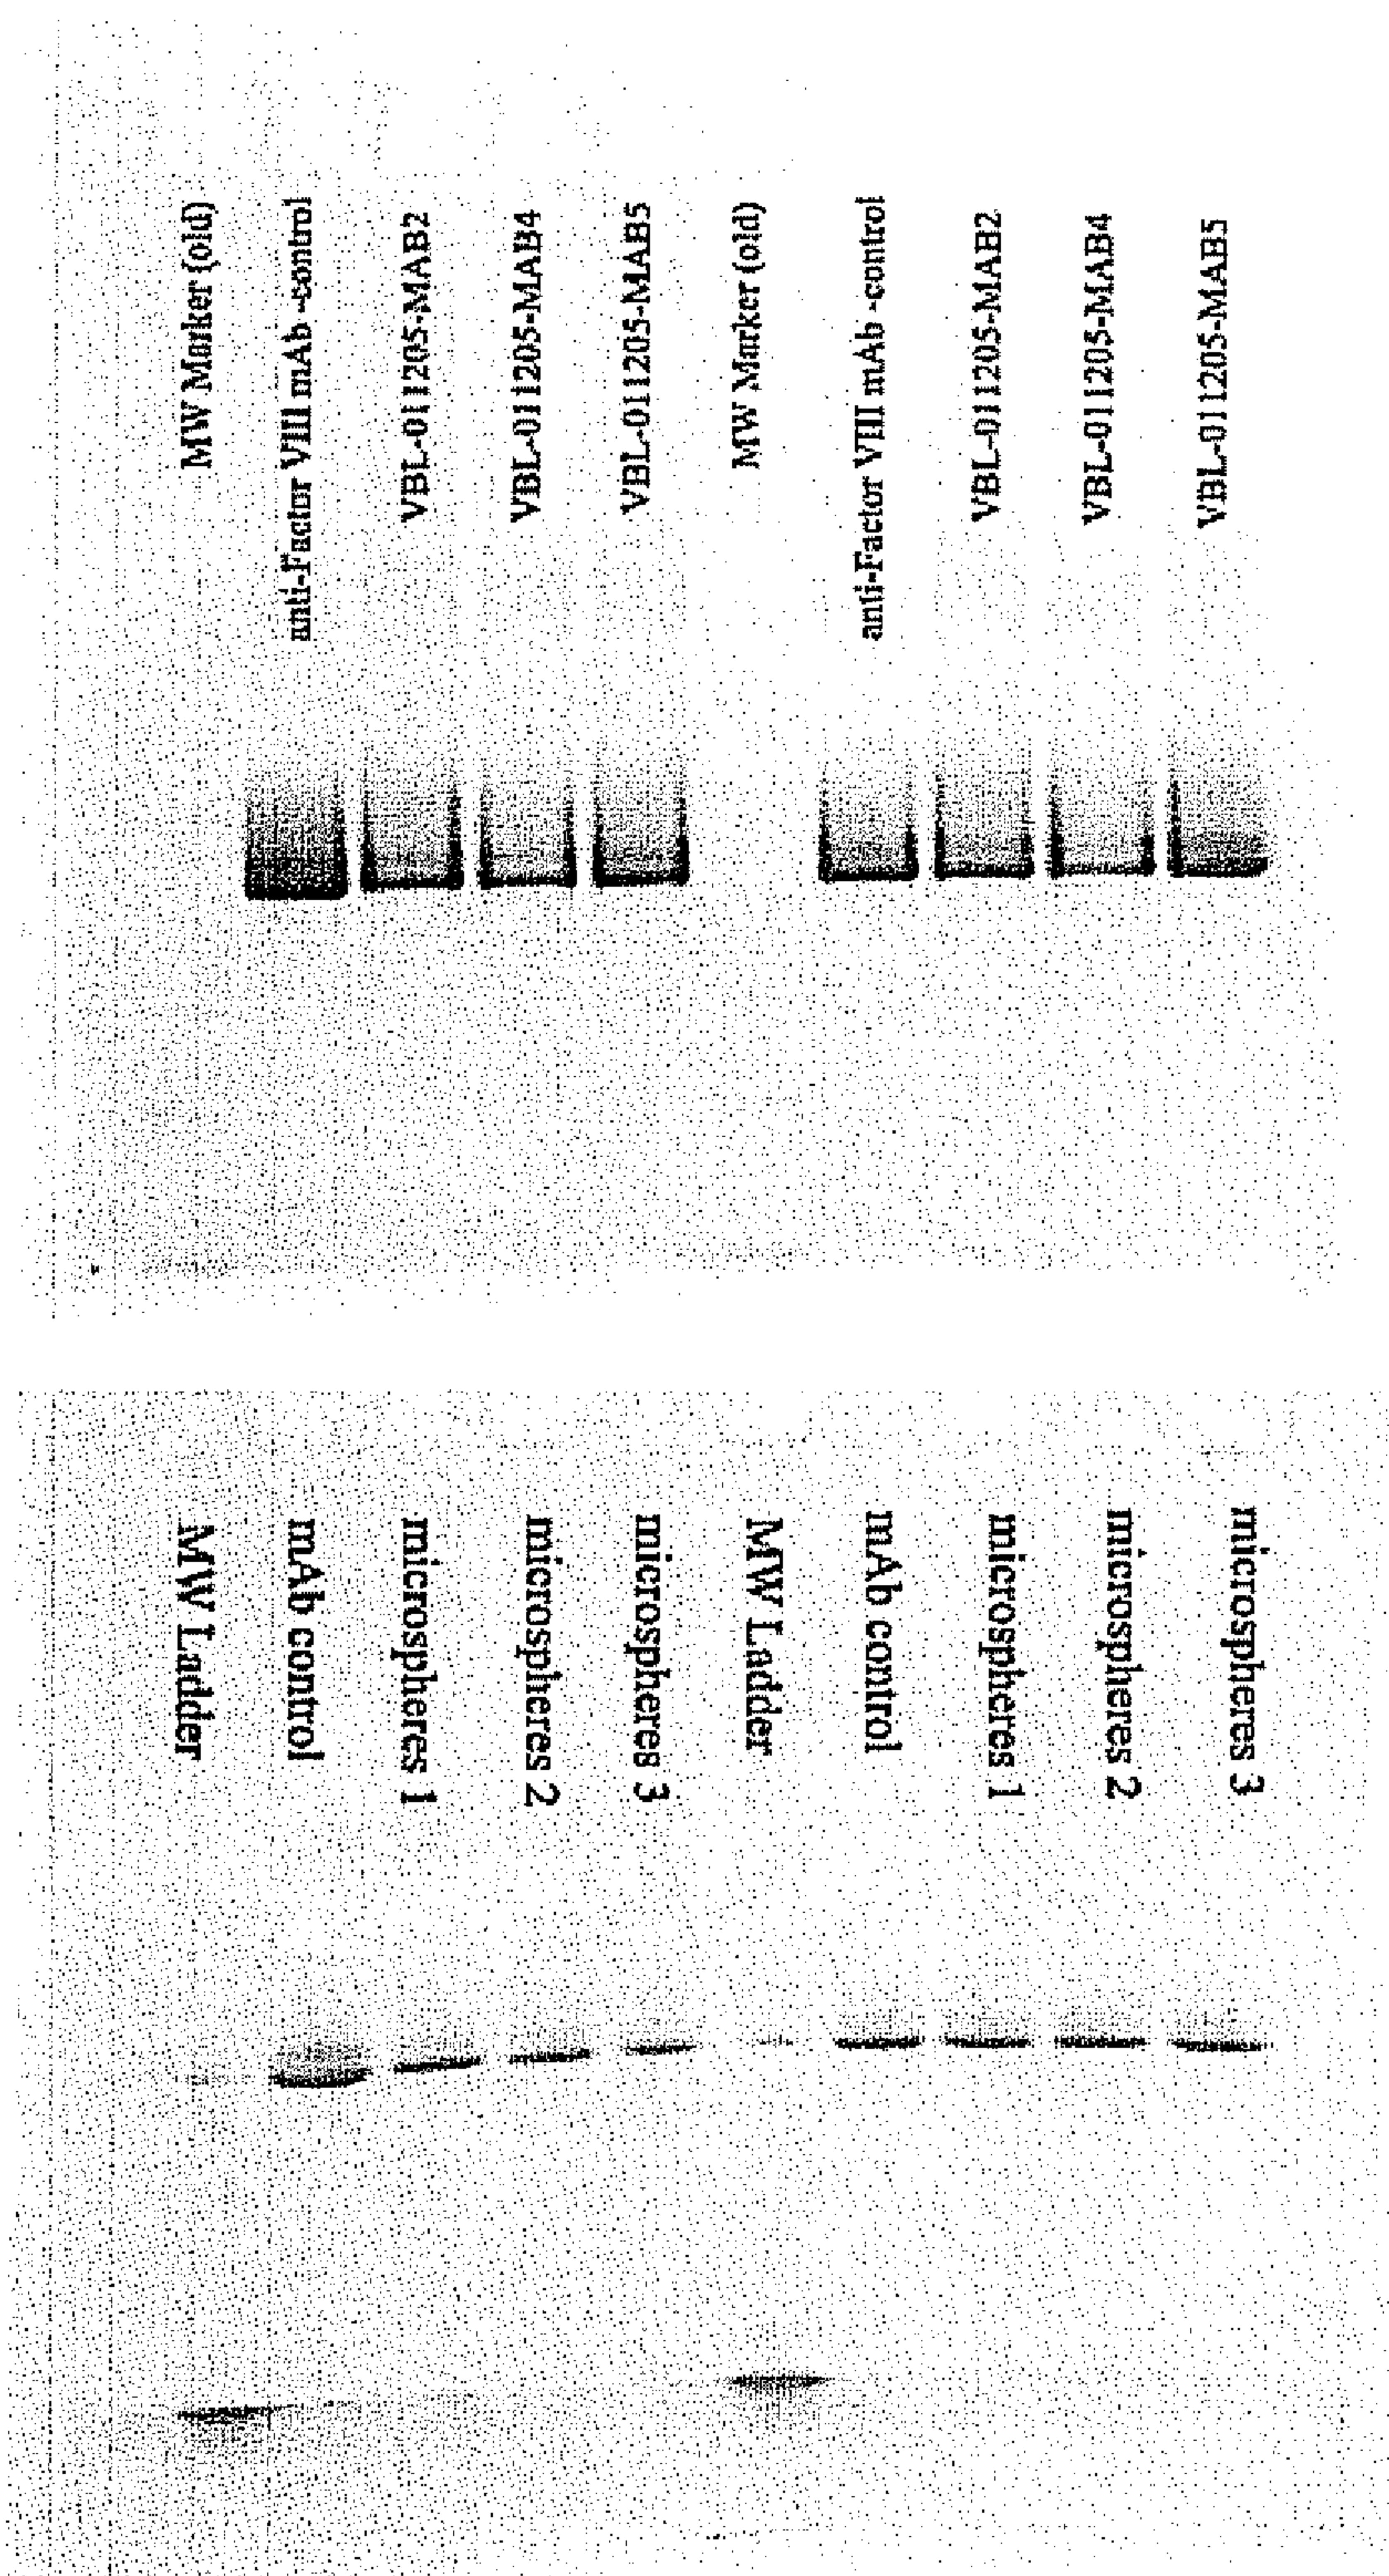 MW Marker (old)
anti-Factor VIII mAb -control
VBL-011205-MAB2
VBL-011205-MAB4
VBL-011205-MAB5
MW Marker (old)
anti-Factor VIII mAb -control
VBL-011205-MAB2
VBL-011205-MAB4
VBL-011205-MAB5
MW Ladder
mAb control
microspheres 1
microspheres 2
microspheres 3
MW Ladder
mAb control
microspheres 1
microspheres 2
microspheres 3